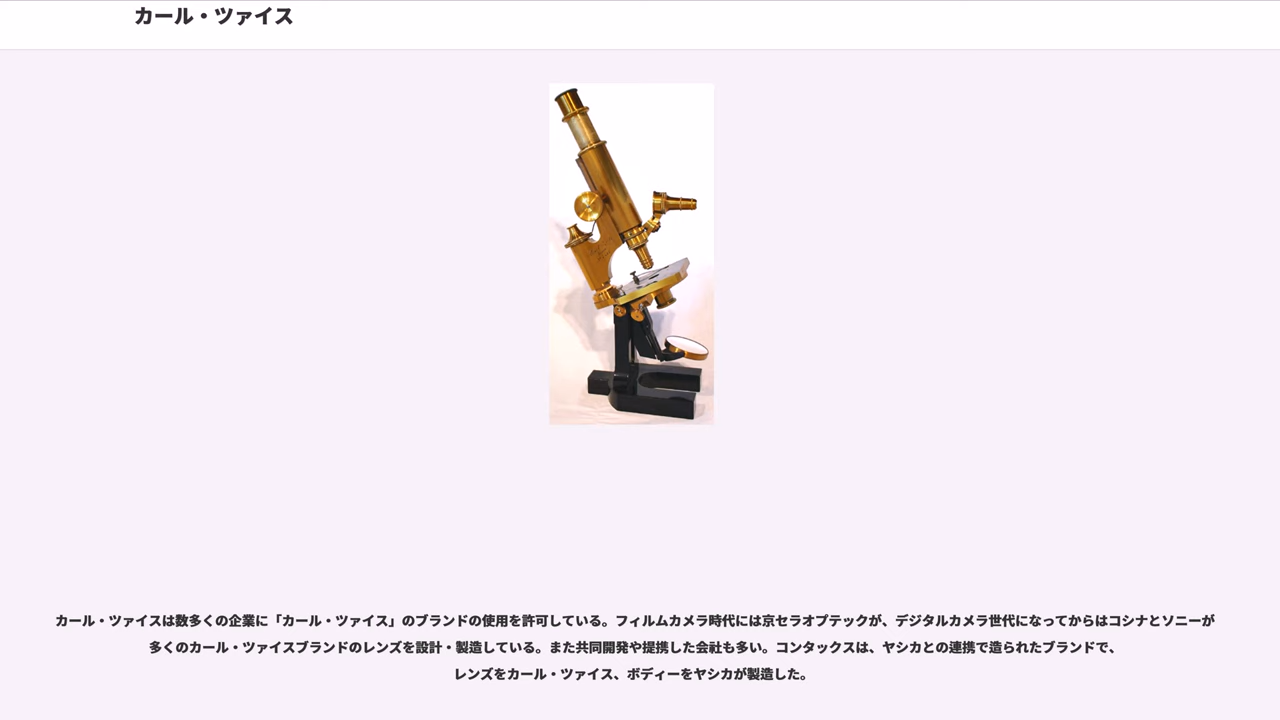 カール・ツァイス
カール・ツァイスは数多くの企業に「カール・ツァイス」のブランドの使用を許可している。フィルムカメラ時代には京セラオプテックが、デジタルカメラ世代になってからはコシナとソニーが
多くのカール・ツァイスブランドのレンズを設計・製造している。また共同開発や提携した会社も多い。コンタックスは、ヤシカとの連携で造られたブランドで、
レンズをカール・ツァイス、ボディーをヤシカが製造した。